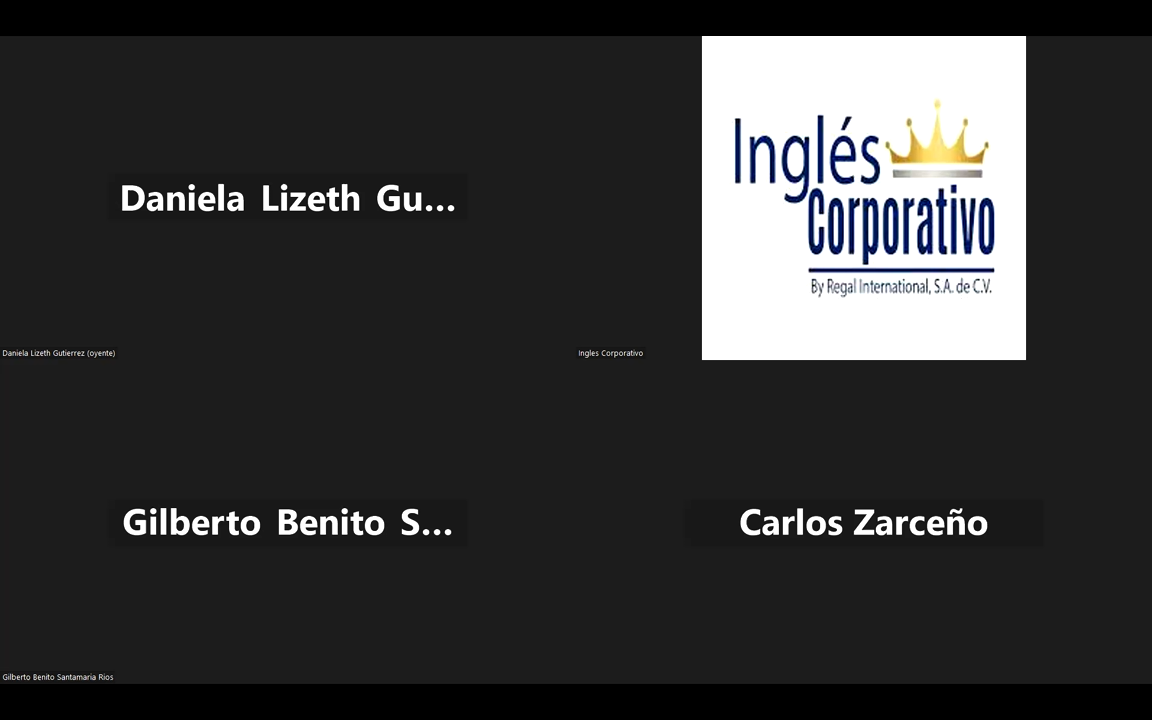 Daniela Lizeth Gu...
Daniela Lizeth Gutierrez (oyente)
Inglés
Corporativo
By Regal International, S.A. de C.V.
Ingles Corporativo
Gilberto Benito S...
Gilberto Benito Santamaria Rios
Carlos Zarceño